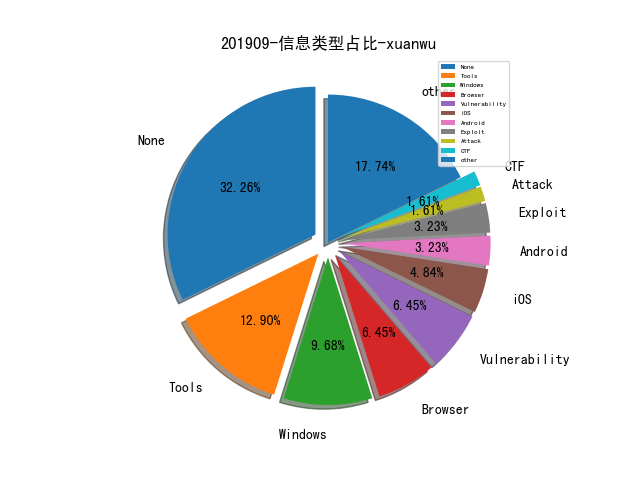 201909-信息类型占比-xuanwu
None
Tools
Windows
Browser
Vulnerability
iOS
Android
Exploit
Attack
CTF
other
None
32.26%
Tools
12.90%
Windows
9.68%
Browser
6.45%
Vulnerability
6.45%
iOS
4.84%
Android
3.23%
Exploit
3.23%
Attack
1.61%
CTF
1.61%
other
17.74%